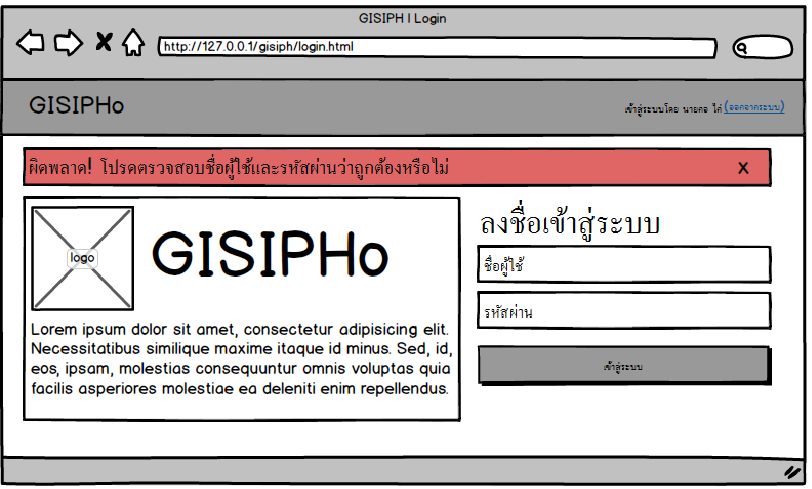 GISIPH | Login
http://127.0.0.1/gisiph/login.html
GISIPHo
เข้าสู่ระบบโดย นายกอ ไก่ (ออกจากระบบ)
ผิดพลาด! โปรดตรวจสอบชื่อผู้ใช้และรหัสผ่านว่าถูกต้องหรือไม่ X
logo
GISIPHo
Lorem ipsum dolor sit amet, consectetur adipisicing elit.
Necessitatibus similique maxime itaque id minus. Sed, id,
eos, ipsam, molestias consequuntur omnis voluptas quia
facilis asperiores molestiae ea deleniti enim repellendus.
ลงชื่อเข้าสู่ระบบ
ชื่อผู้ใช้
รหัสผ่าน
เข้าสู่ระบบ